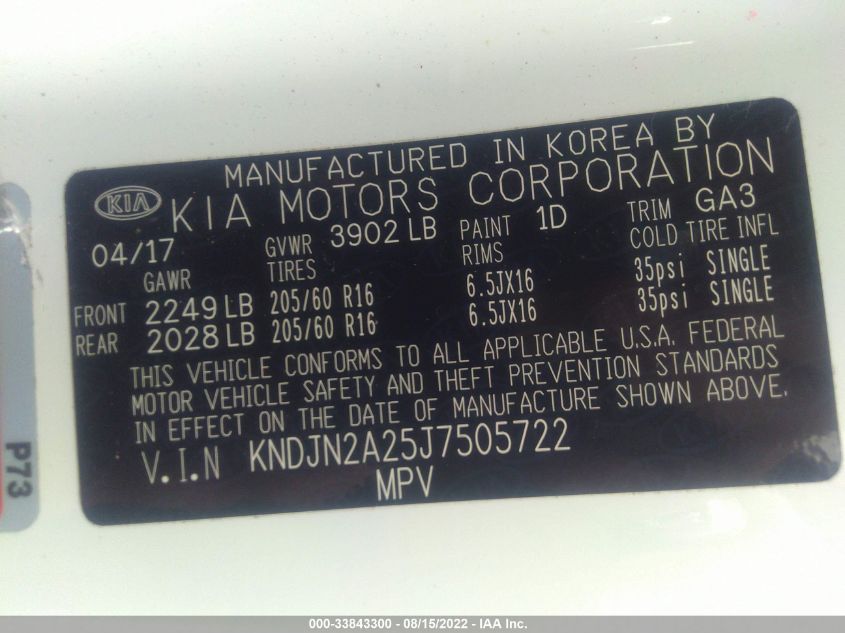 MANUFACTURED IN KOREA BY
KIA KIA MOTORS CORPORATION
04/17 GVWR 3902 LB PAINT 1D TRIM GA3
GAWR TIRES RIMS COLD TIRE INFL
FRONT 2249 LB 205/60 R16 6.5JX16 35psi SINGLE
REAR 2028 LB 205/60 R16 6.5JX16 35psi SINGLE
THIS VEHICLE CONFORMS TO ALL APPLICABLE U.S.A. FEDERAL
MOTOR VEHICLE SAFETY AND THEFT PREVENTION STANDARDS
IN EFFECT ON THE DATE OF MANUFACTURE SHOWN ABOVE.
V.I.N KNDJN2A25J7505722
MPV
P73
000-33843300 - 08/15/2022 - IAA Inc.